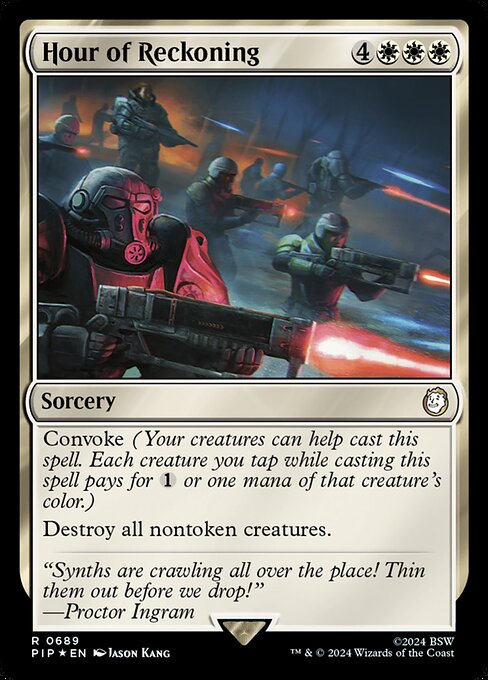 Hour of Reckoning 4
Sorcery
Convoke (Your creatures can help cast this
spell. Each creature you tap while casting this
spell pays for 1 or one mana of that creature's
color.)
Destroy all nontoken creatures.
“Synths are crawling all over the place! Thin
them out before we drop!”
—Proctor Ingram
R 0689
PIP★EN Jason Kang
©2024 BSW
™ & © 2024 Wizards of the Coast